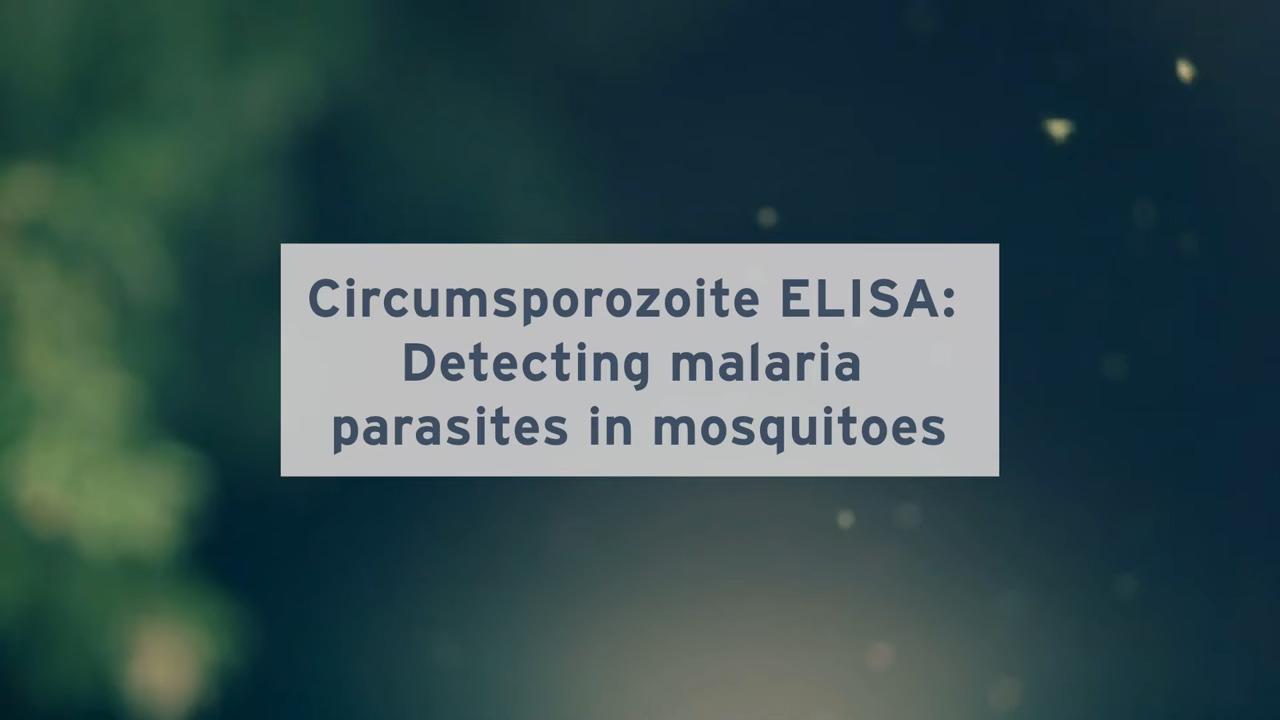 Circumsporozoite ELISA:
Detecting malaria
parasites in mosquitoes